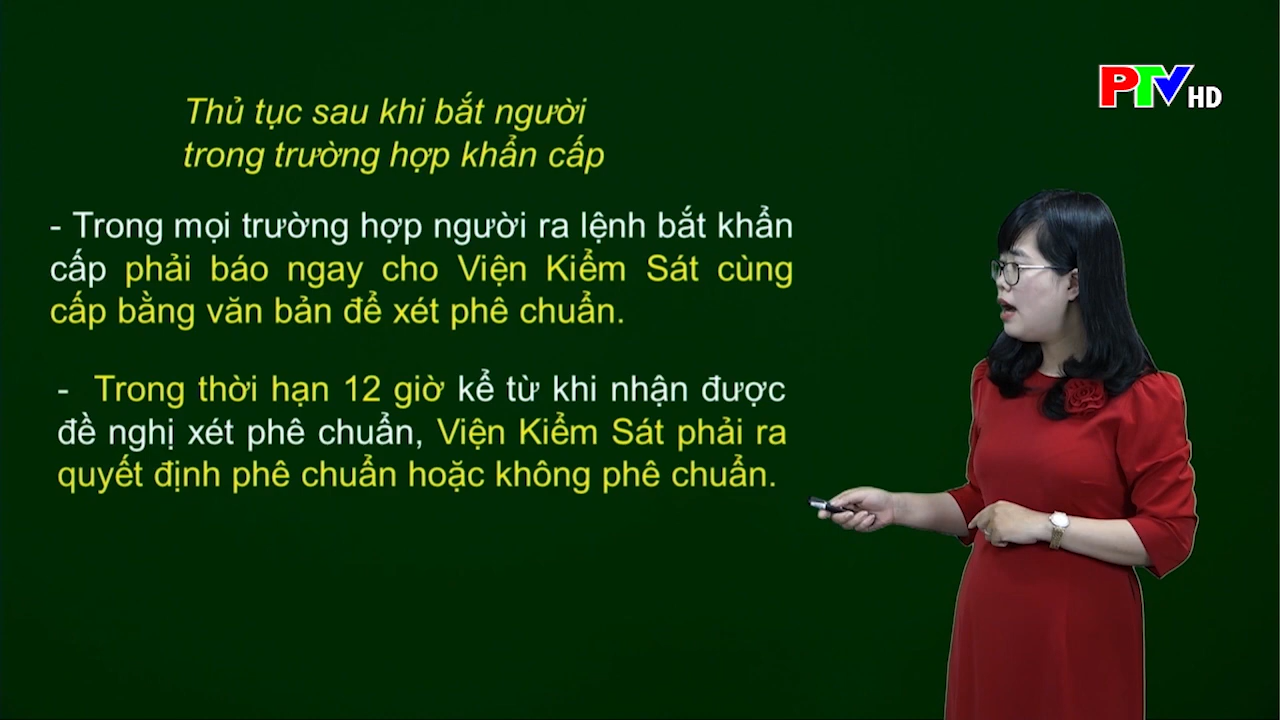 Thủ tục sau khi bắt người
trong trường hợp khẩn cấp
- Trong mọi trường hợp người ra lệnh bắt khẩn
cấp phải báo ngay cho Viện Kiểm Sát cùng
cấp bằng văn bản để xét phê chuẩn.
- Trong thời hạn 12 giờ kể từ khi nhận được
đề nghị xét phê chuẩn, Viện Kiểm Sát phải ra
quyết định phê chuẩn hoặc không phê chuẩn.
PTV HD